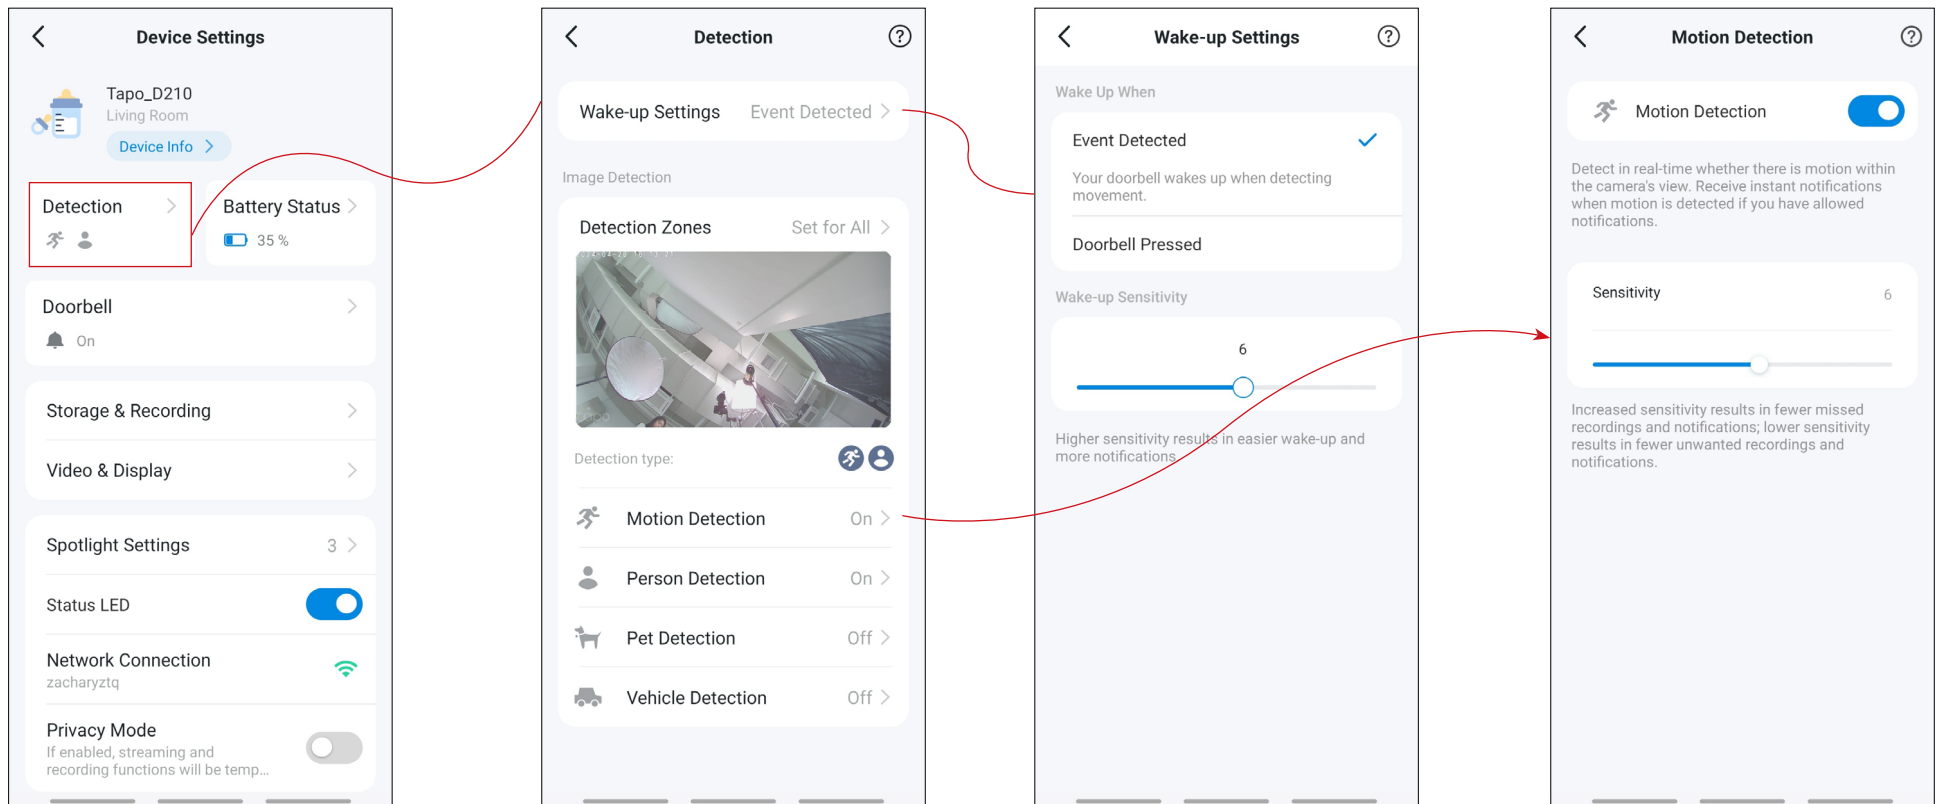 Device Settings
Tapo_D210
Living Room
Device Info
Detection
Battery Status
35 %
Doorbell
On
Storage & Recording
Video & Display
Spotlight Settings
3
Status LED
Network Connection
zacharyztq
Privacy Mode
If enabled, streaming and
recording functions will be temp...
Detection
Wake-up Settings
Event Detected
Image Detection
Detection Zones
Set for All
Detection type:
Motion Detection
On
Person Detection
On
Pet Detection
Off
Vehicle Detection
Off
Wake-up Settings
Wake Up When
Event Detected
Your doorbell wakes up when detecting
movement.
Doorbell Pressed
Wake-up Sensitivity
6
Higher sensitivity results in easier wake-up and
more notifications
Motion Detection
Motion Detection
Detect in real-time whether there is motion within
the camera's view. Receive instant notifications
when motion is detected if you have allowed
notifications.
Sensitivity
6
Increased sensitivity results in fewer missed
recordings and notifications; lower sensitivity
results in fewer unwanted recordings and
notifications.